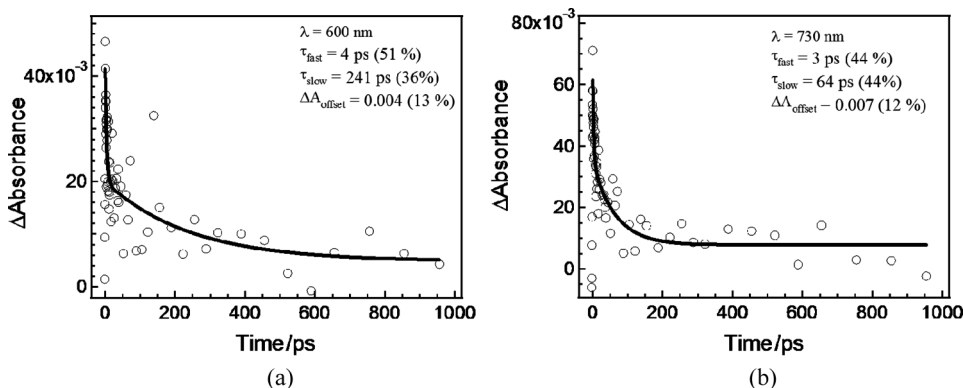 λ = 600 nm
τfast = 4 ps (51 %)
τslow = 241 ps (36%)
ΔAoffset = 0.004 (13 %)
40x10⁻³
20
0
ΔAbsorbance
0 200 400 600 800 1000
Time/ps
(a)
80x10⁻³
λ = 730 nm
τfast = 3 ps (44 %)
τslow = 64 ps (44%)
ΔAoffset – 0.007 (12 %)
60
40
20
0
ΔAbsorbance
0 200 400 600 800 1000
Time/ps
(b)